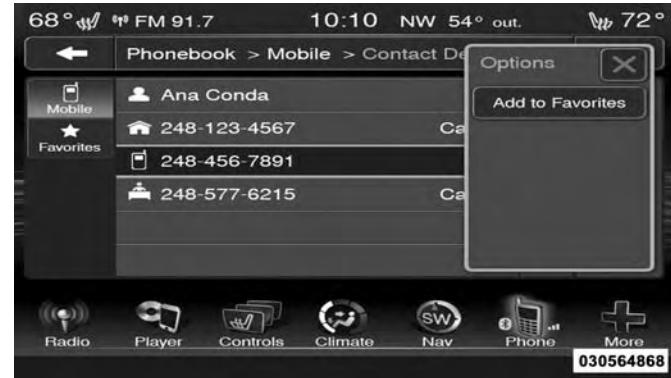 68° FM 91.7 10:10 NW 54° out. 72°
Phonebook > Mobile > Contact De
Options
Mobile
Ana Conda
Add to Favorites
Favorites
248-123-4567 Ca
248-456-7891
248-577-6215 Ca
SW
Radio Player Controls Climate Nav Phone More
030564868